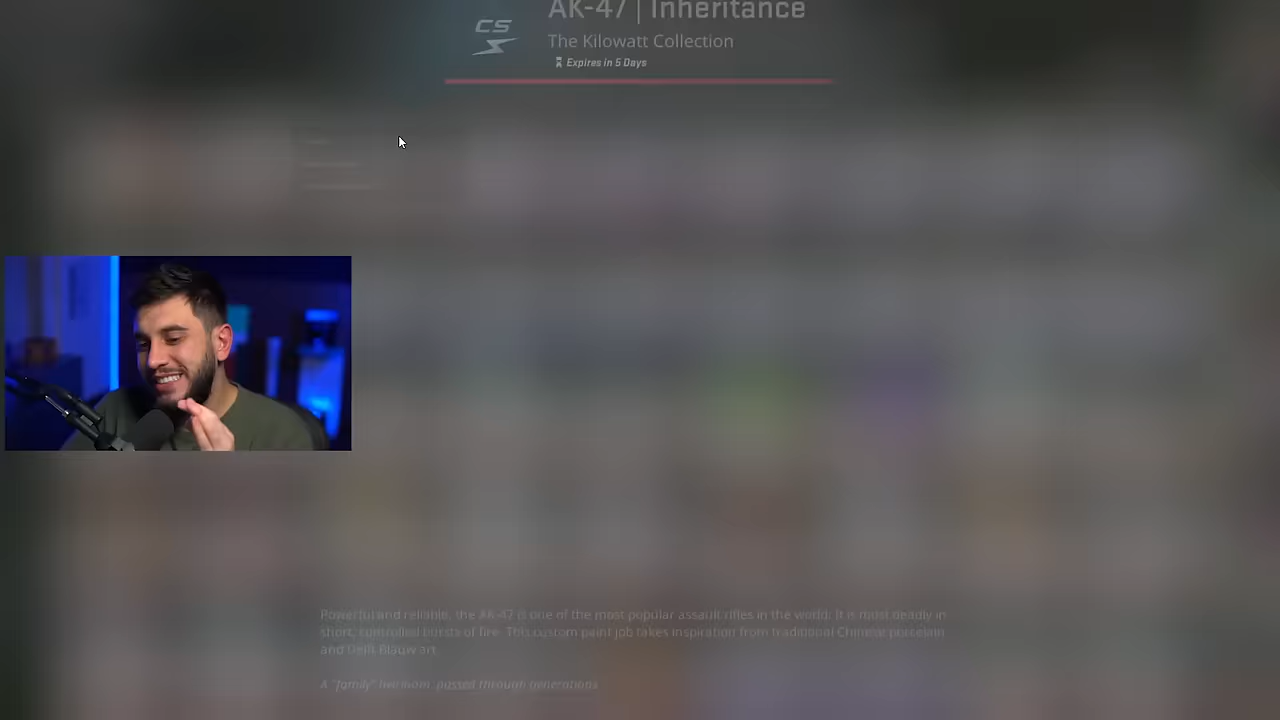 AK-47 | Inheritance
CS
The Kilowatt Collection
Expires in 5 Days
Powerful and reliable, the AK-47 is one of the most popular assault rifles in the world. It is most deadly in
short, controlled bursts of fire. This custom paint job takes inspiration from traditional Chinese porcelain
and Delft Blauw art.
A "family" heirloom passed through generations